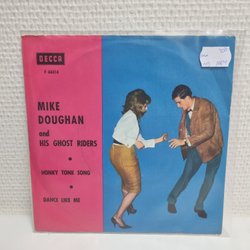 DECCA
MIKE
DOUGHAN
and
HIS GHOST RIDERS
HONKY TONK SONG
DANCE LIKE ME